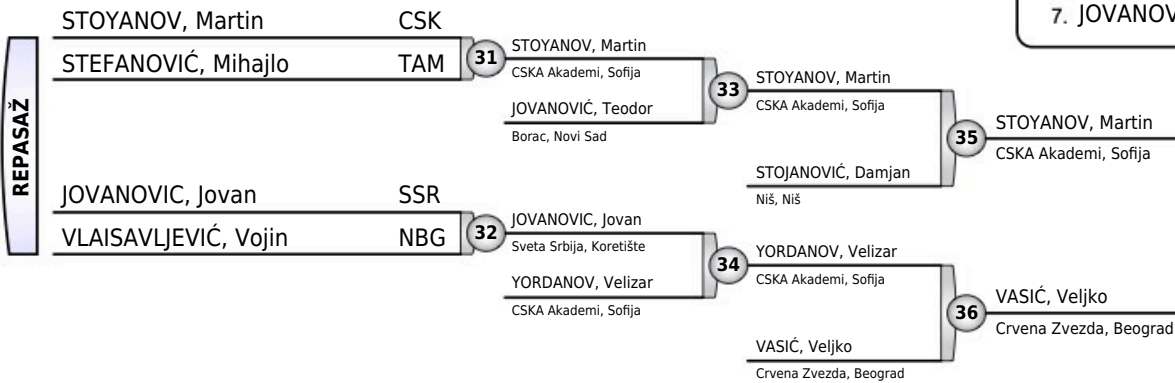 7. JOVANOV
REPASAŽ
STOYANOV, Martin CSK
STEFANOVIĆ, Mihajlo TAM
31
JOVANOVIC, Jovan SSR
VLAISAVLJEVIĆ, Vojin NBG
32
STOYANOV, Martin
CSKA Akademi, Sofija
JOVANOVIĆ, Teodor
Borac, Novi Sad
33
JOVANOVIC, Jovan
Sveta Srbija, Koretište
YORDANOV, Velizar
CSKA Akademi, Sofija
34
STOYANOV, Martin
CSKA Akademi, Sofija
STOJANOVIĆ, Damjan
Niš, Niš
35
YORDANOV, Velizar
CSKA Akademi, Sofija
VASIĆ, Veljko
Crvena Zvezda, Beograd
36
STOYANOV, Martin
CSKA Akademi, Sofija
VASIĆ, Veljko
Crvena Zvezda, Beograd